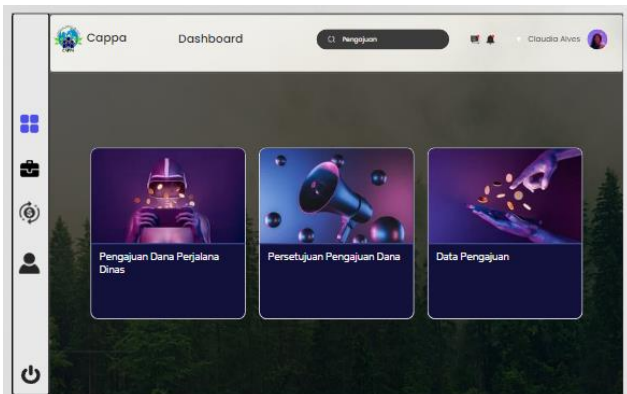 Cappa
Dashboard
Pengajuan
Claudia Alves
Pengajuan Dana Perjalana
Dinas
Persetujuan Pengajuan Dana
Data Pengajuan